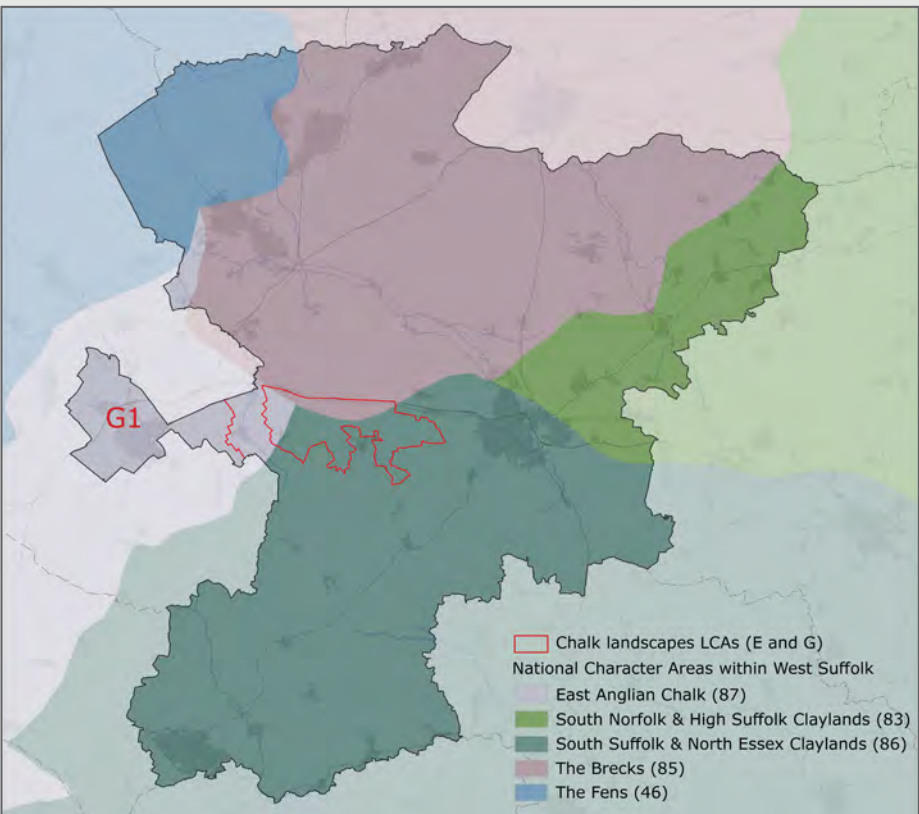 G1
Chalk landscapes LCAs (E and G)
National Character Areas within West Suffolk
East Anglian Chalk (87)
South Norfolk & High Suffolk Claylands (83)
South Suffolk & North Essex Claylands (86)
The Brecks (85)
The Fens (46)